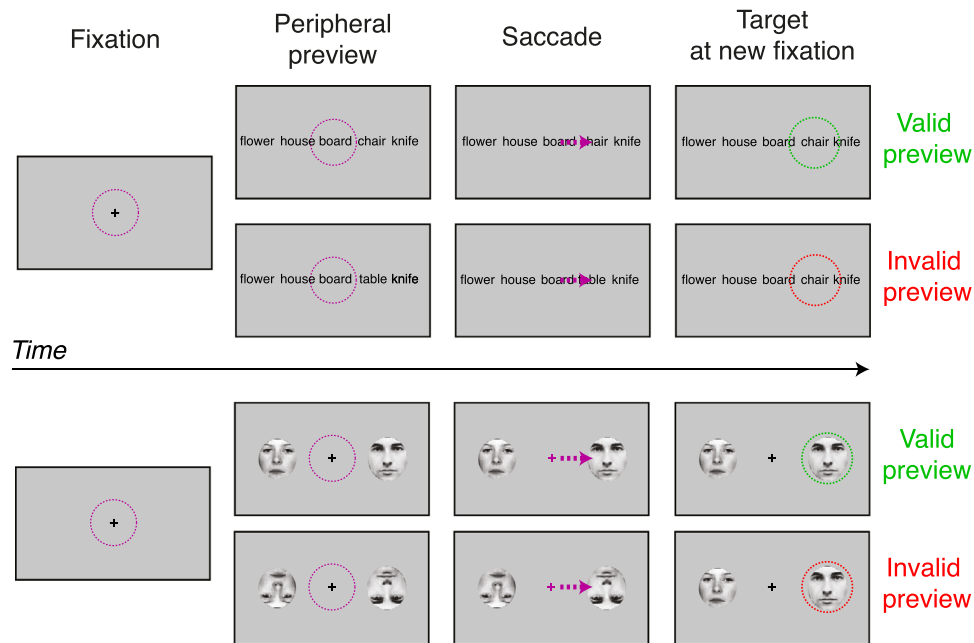 Fixation
Peripheral
preview
Saccade
Target
at new fixation
flower house board chair knife
flower house board chair knife
flower house board chair knife
Valid
preview
+
flower house board table knife
flower house board table knife
flower house board chair knife
Invalid
preview
Time
+
+
+
Valid
preview
+
+
+
+
Invalid
preview